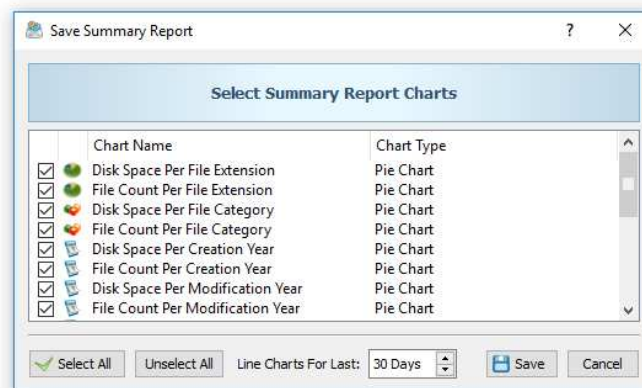 Save Summary Report ?
Select Summary Report Charts
Chart Name Chart Type
Disk Space Per File Extension Pie Chart
File Count Per File Extension Pie Chart
Disk Space Per File Category Pie Chart
File Count Per File Category Pie Chart
Disk Space Per Creation Year Pie Chart
File Count Per Creation Year Pie Chart
Disk Space Per Modification Year Pie Chart
File Count Per Modification Year Pie Chart
Select All Unselect All Line Charts For Last: 30 Days Save Cancel